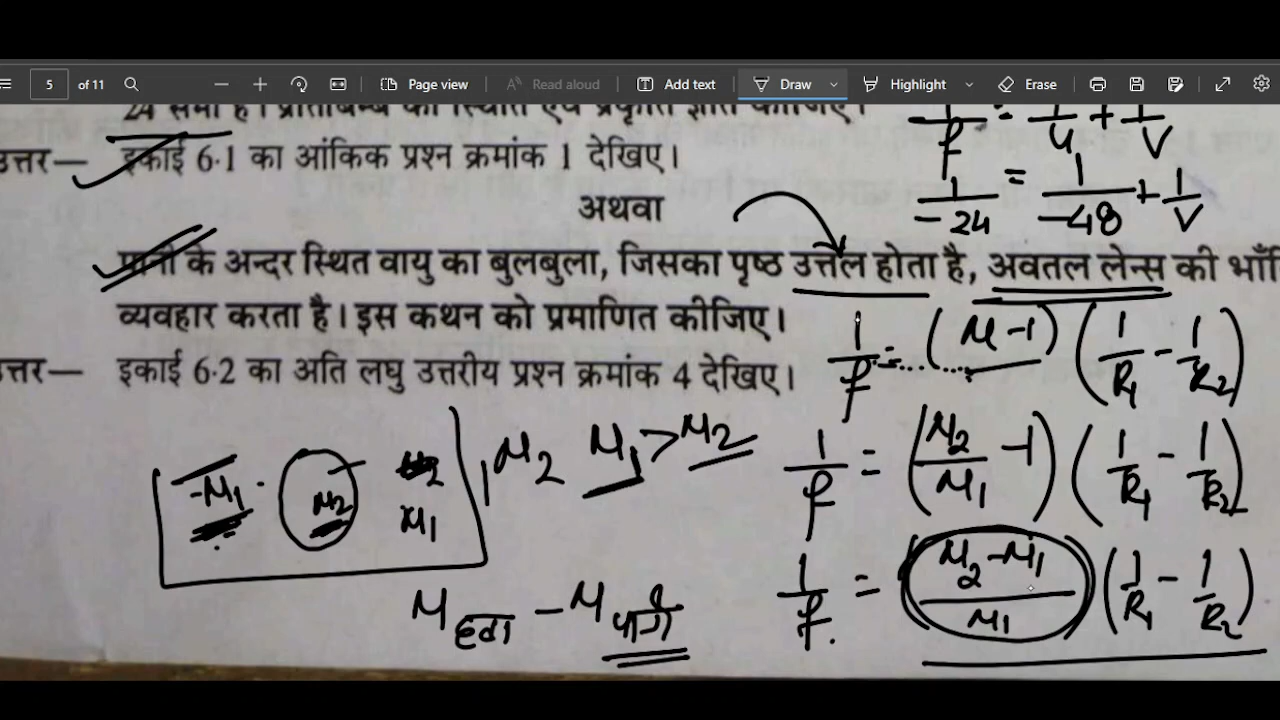 5 of 11 Page view Read aloud Add text Draw Highlight Erase
1/f = 1/u + 1/v
उत्तर— इकाई 6·1 का आंकिक प्रश्न क्रमांक 1 देखिए।
1/-24 = 1/-48 + 1/v
अथवा
पानी के अन्दर स्थित वायु का बुलबुला, जिसका पृष्ठ उत्तल होता है, अवतल लेन्स की
व्यवहार करता है। इस कथन को प्रमाणित कीजिए।
1/f = (μ-1) (1/R1 - 1/R2)
उत्तर— इकाई 6·2 का अति लघु उत्तरीय प्रश्न क्रमांक 4 देखिए।
μ1 μ2 μ1 μ2 μ1 > μ2
1/f = (μ2/μ1 - 1) (1/R1 - 1/R2)
1/f = (μ2-μ1/μ1) (1/R1 - 1/R2)
μहवा - μपानी